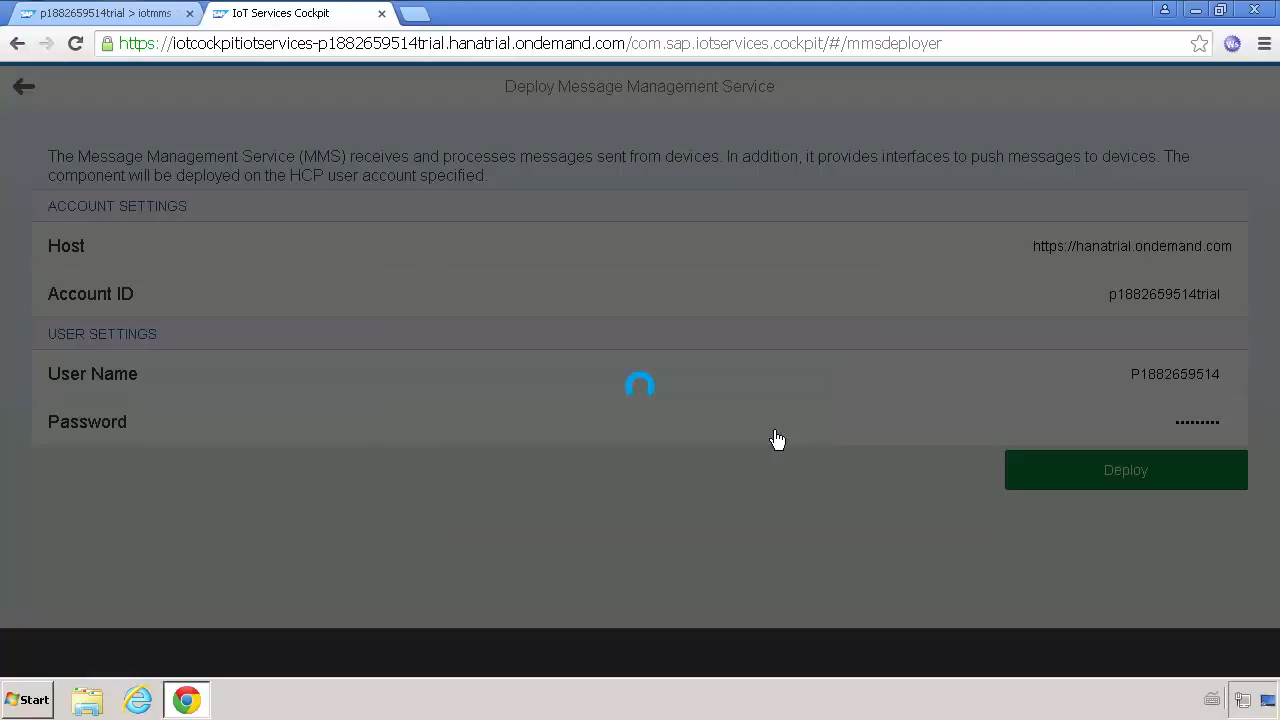 p1882659514trial > iotmms
IoT Services Cockpit
https://iotcockpitiotservices-p1882659514trial.hanatrial.ondemand.com/com.sap.iotservices.cockpit/#/mmsdeployer
Deploy Message Management Service
The Message Management Service (MMS) receives and processes messages sent from devices. In addition, it provides interfaces to push messages to devices. The
component will be deployed on the HCP user account specified.
ACCOUNT SETTINGS
Host https://hanatrial.ondemand.com
Account ID p1882659514trial
USER SETTINGS
User Name P1882659514
Password •••••••••
Deploy
Start